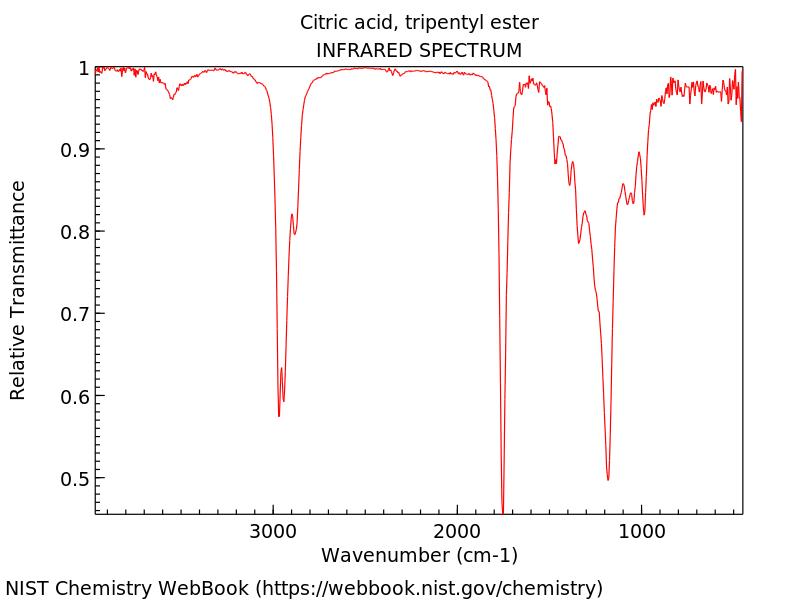 Citric acid, tripentyl ester
INFRARED SPECTRUM
1
0.9
0.8
0.7
0.6
0.5
Relative Transmittance
3000 2000 1000
Wavenumber (cm-1)
NIST Chemistry WebBook (https://webbook.nist.gov/chemistry)